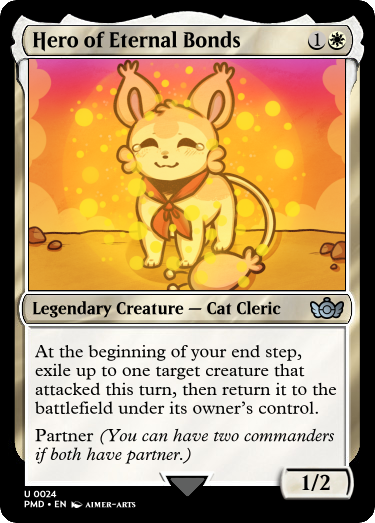 Hero of Eternal Bonds 1
Legendary Creature — Cat Cleric
At the beginning of your end step,
exile up to one target creature that
attacked this turn, then return it to the
battlefield under its owner's control.
Partner (You can have two commanders
if both have partner.)
1/2
U 0024
PMD • EN AIMER-ARTS